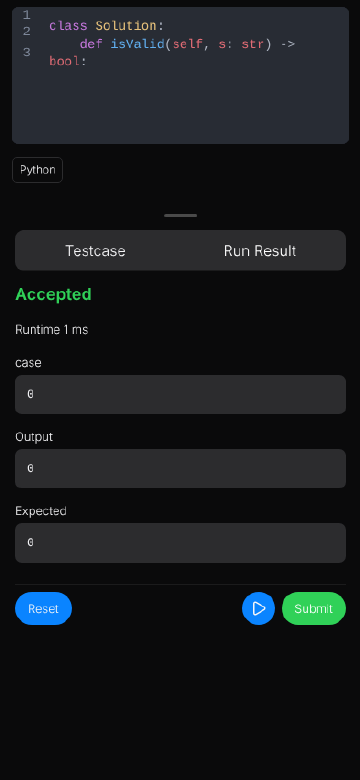 1 class Solution:
2     def isValid(self, s: str) ->
bool:
3
Python
Testcase Run Result
Accepted
Runtime 1 ms
case
0
Output
0
Expected
0
Reset Submit